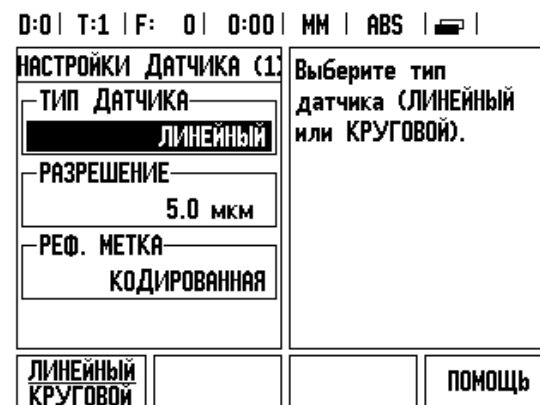 D:0| T:1 |F: 0| 0:00| MM | ABS |
НАСТРОЙКИ ДАТЧИКА (1)
ТИП ДАТЧИКА
ЛИНЕЙНЫЙ
РАЗРЕШЕНИЕ
5.0 мкм
РЕФ. МЕТКА
КОДИРОВАННАЯ
Выберите тип
датчика (ЛИНЕЙНЫЙ
или КРУГОВОЙ).
ЛИНЕЙНЫЙ
КРУГОВОЙ
ПОМОЩЬ